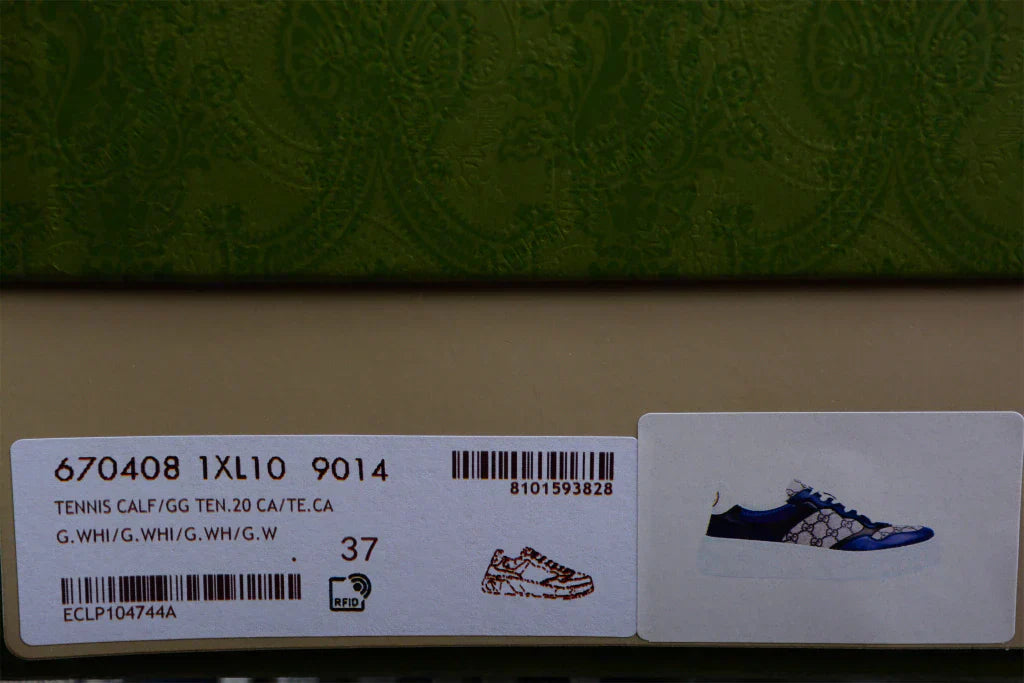 670408 1XL10 9014
TENNIS CALF/GG TEN.20 CA/TE.CA
G.WHI/G.WHI/G.WH/G.W
. 37
ECLP104744A
RFID
8101593828